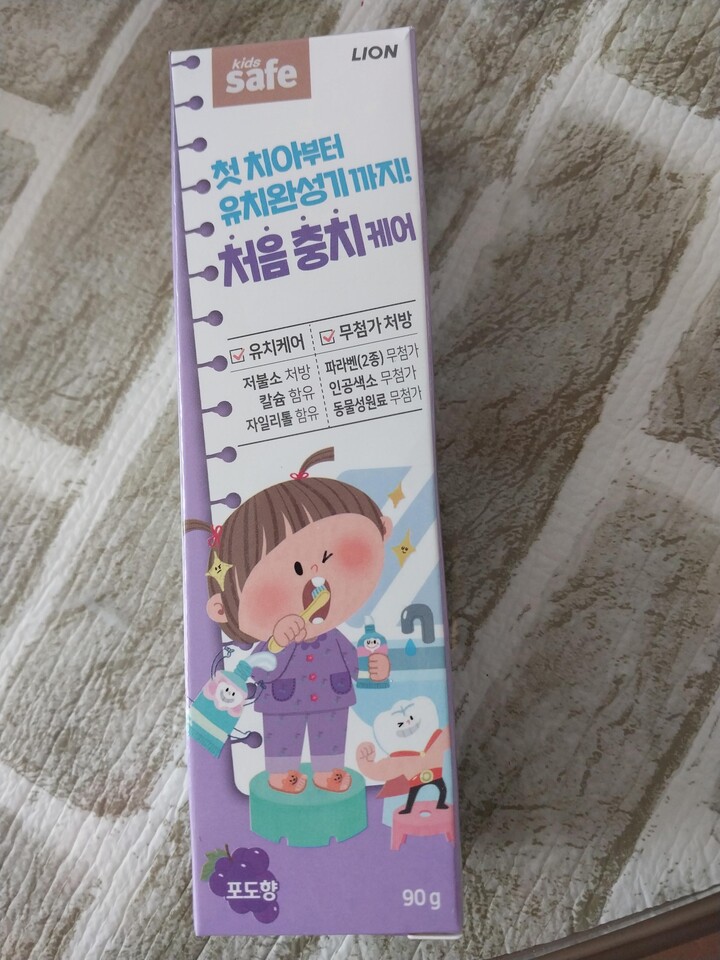 kids
safe
LION
첫 치아부터
유치완성기까지!
처음 충치케어
유치케어
저불소 처방
칼슘 함유
자일리톨 함유
무첨가 처방
파라벤(2종) 무첨가
인공색소 무첨가
동물성원료 무첨가
포도향
90 g